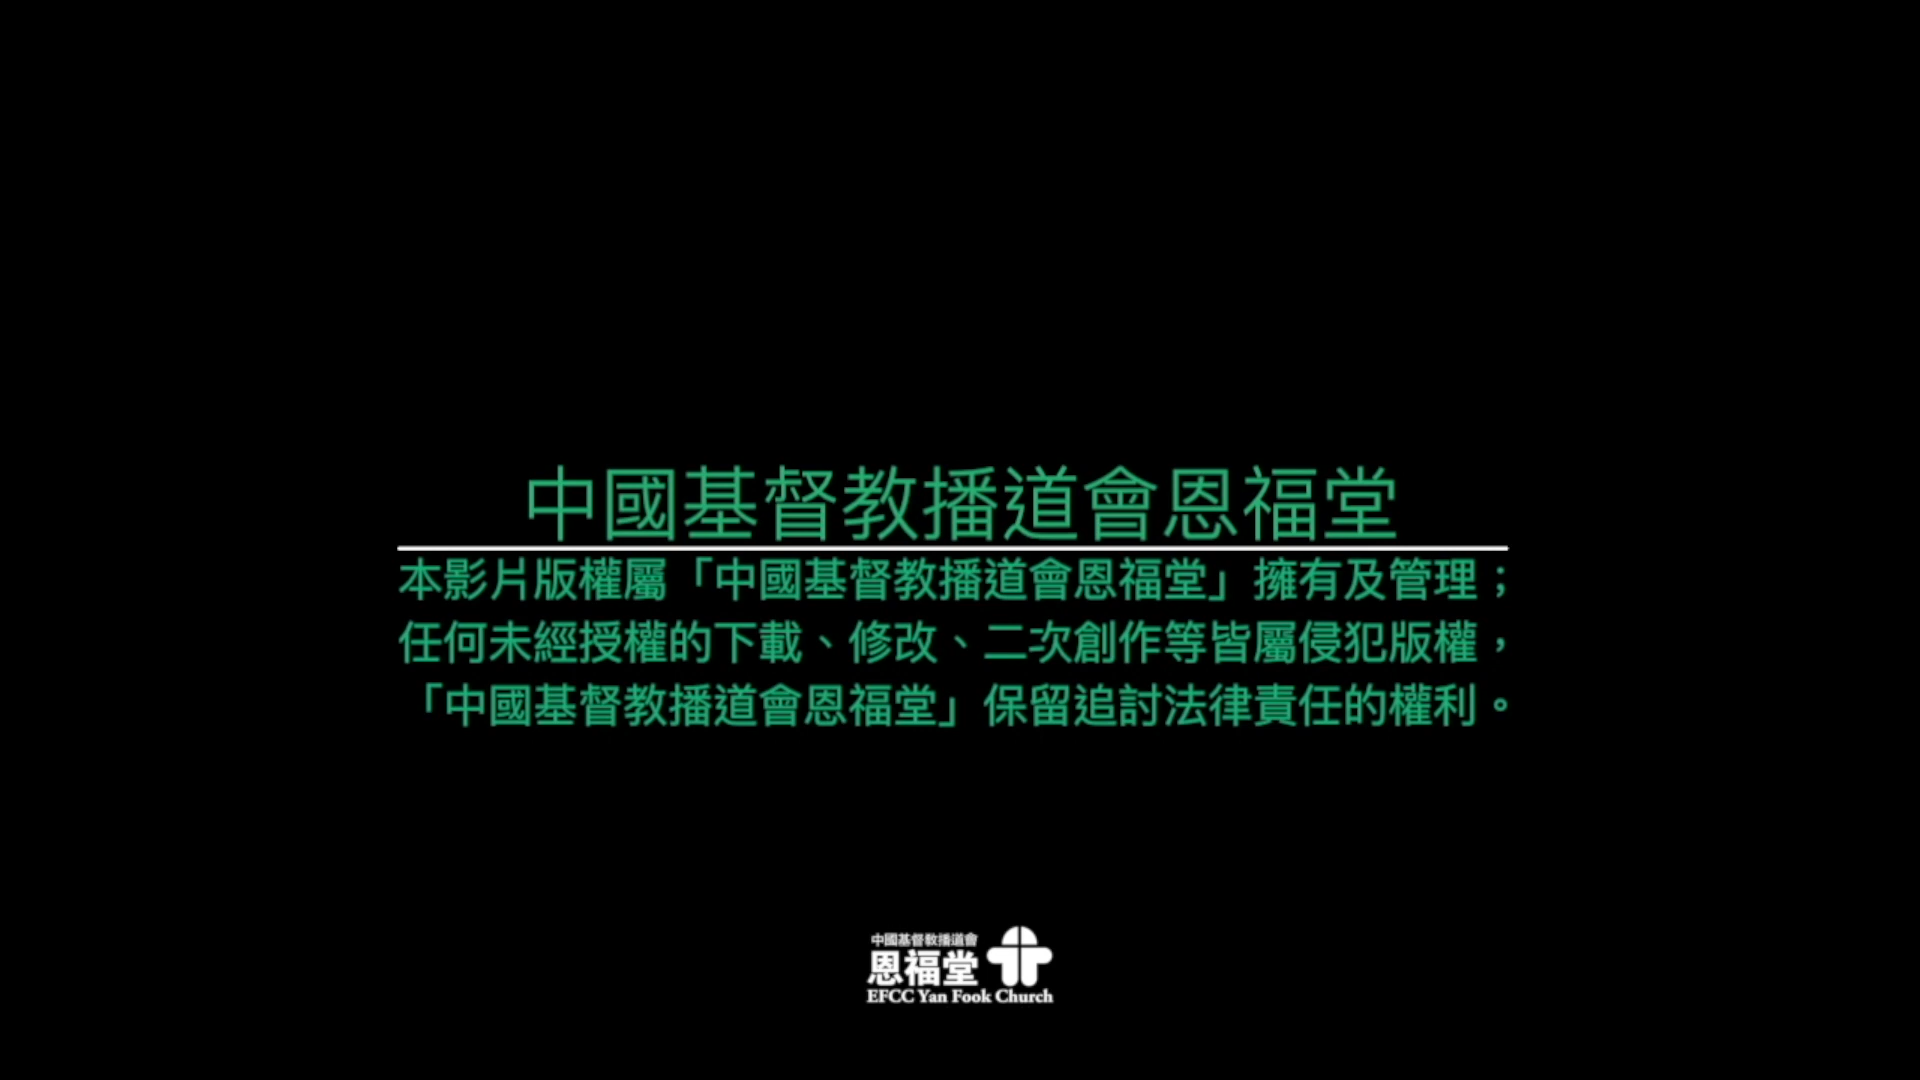 中國基督教播道會恩福堂
本影片版權屬「中國基督教播道會恩福堂」擁有及管理；
任何未經授權的下載、修改、二次創作等皆屬侵犯版權，
「中國基督教播道會恩福堂」保留追討法律責任的權利。
中國基督教播道會
恩福堂
EFCC Yan Fook Church